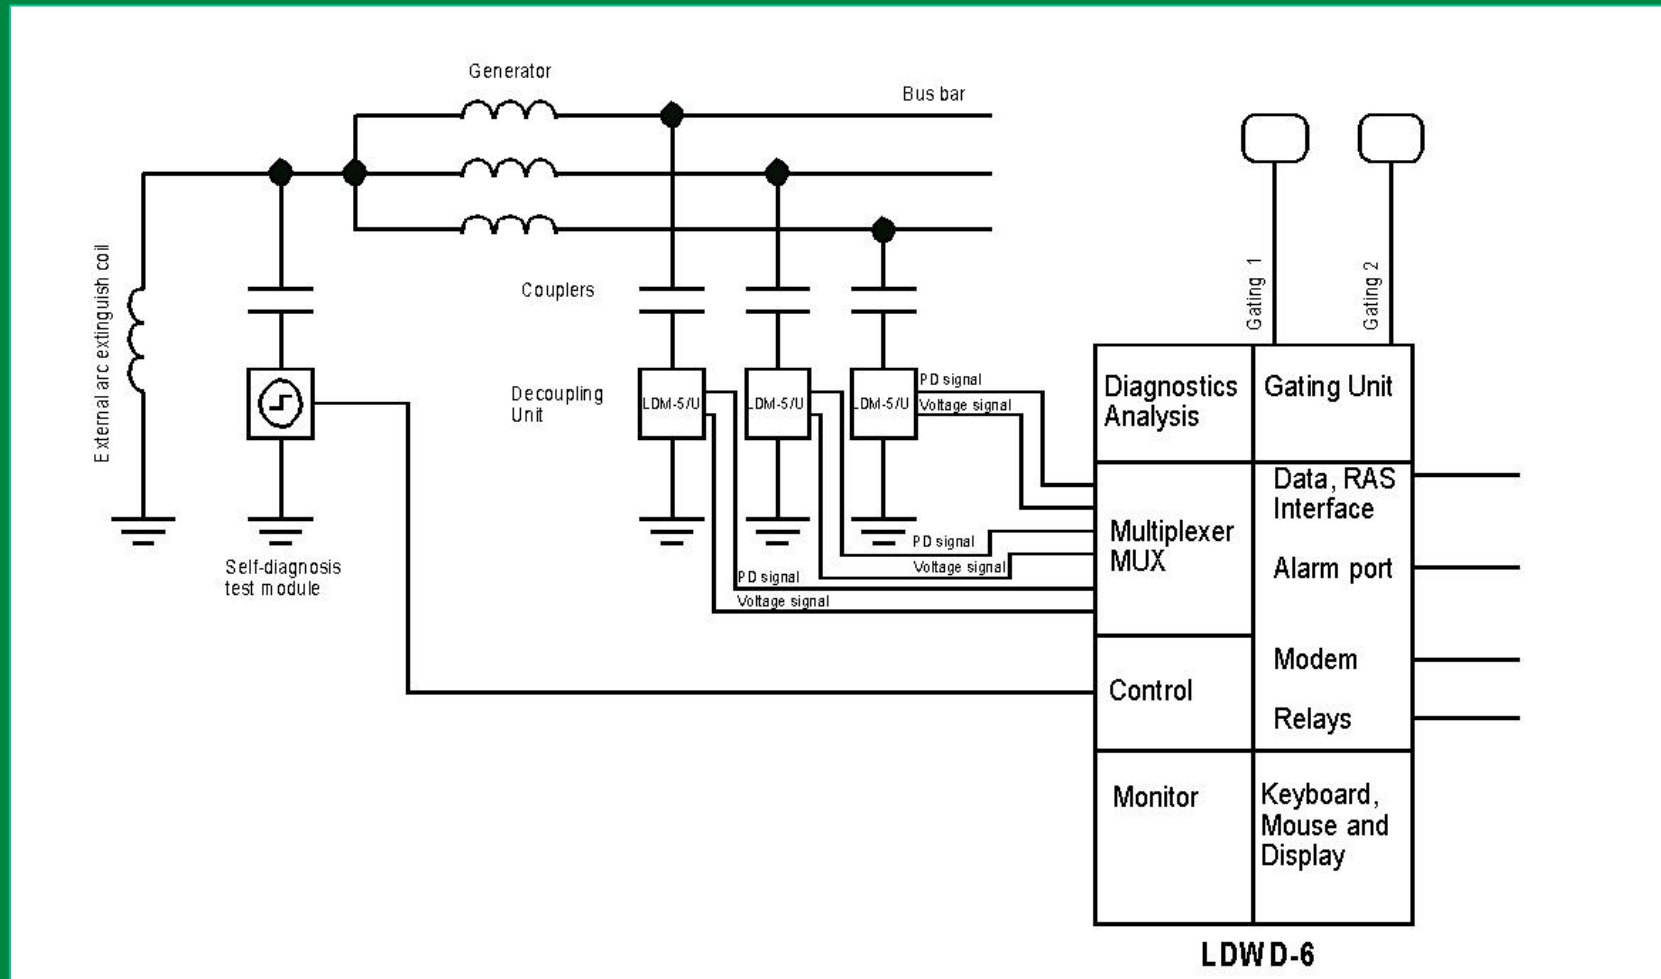 Generator
Bus bar
External arc extinguish coil
Couplers
Decoupling
Unit
LDM-5/U
LDM-5/U
LDM-5/U
PD signal
Voltage signal
PD signal
Voltage signal
PD signal
Voltage signal
Self-diagnosis
test module
Gating 1
Gating 2
Diagnostics
Analysis
Gating Unit
Multiplexer
MUX
Data, RAS
Interface
Alarm port
Modem
Relays
Control
Monitor
Keyboard,
Mouse and
Display
LDWD-6